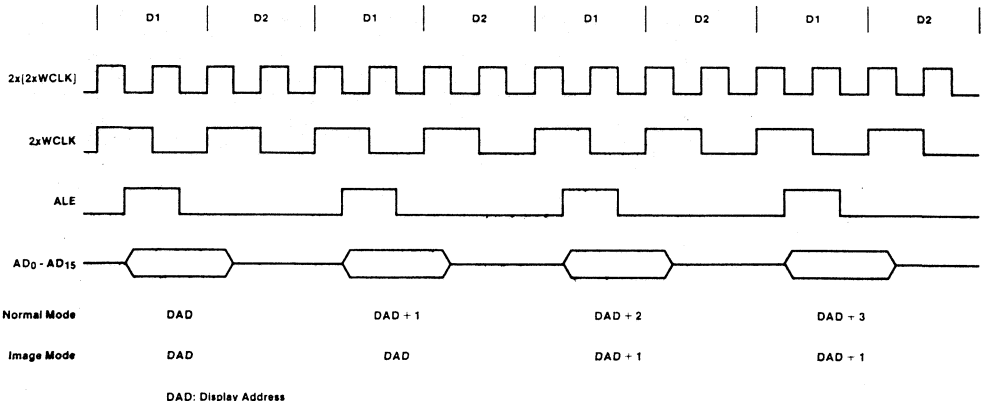 D1 D2 D1 D2 D1 D2 D1 D2
2x[2xWCLK]
2xWCLK
ALE
AD0 - AD15
Normal Mode DAD DAD + 1 DAD + 2 DAD + 3
Image Mode DAD DAD DAD + 1 DAD + 1
DAD: Display Address